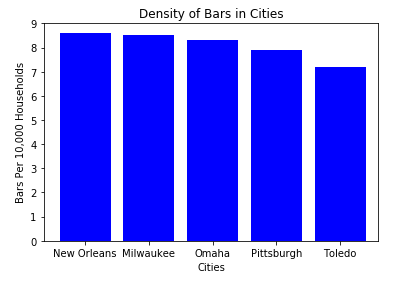 Density of Bars in Cities
Bars Per 10,000 Households
9
8
7
6
5
4
3
2
1
0
New Orleans Milwaukee Omaha Pittsburgh Toledo
Cities